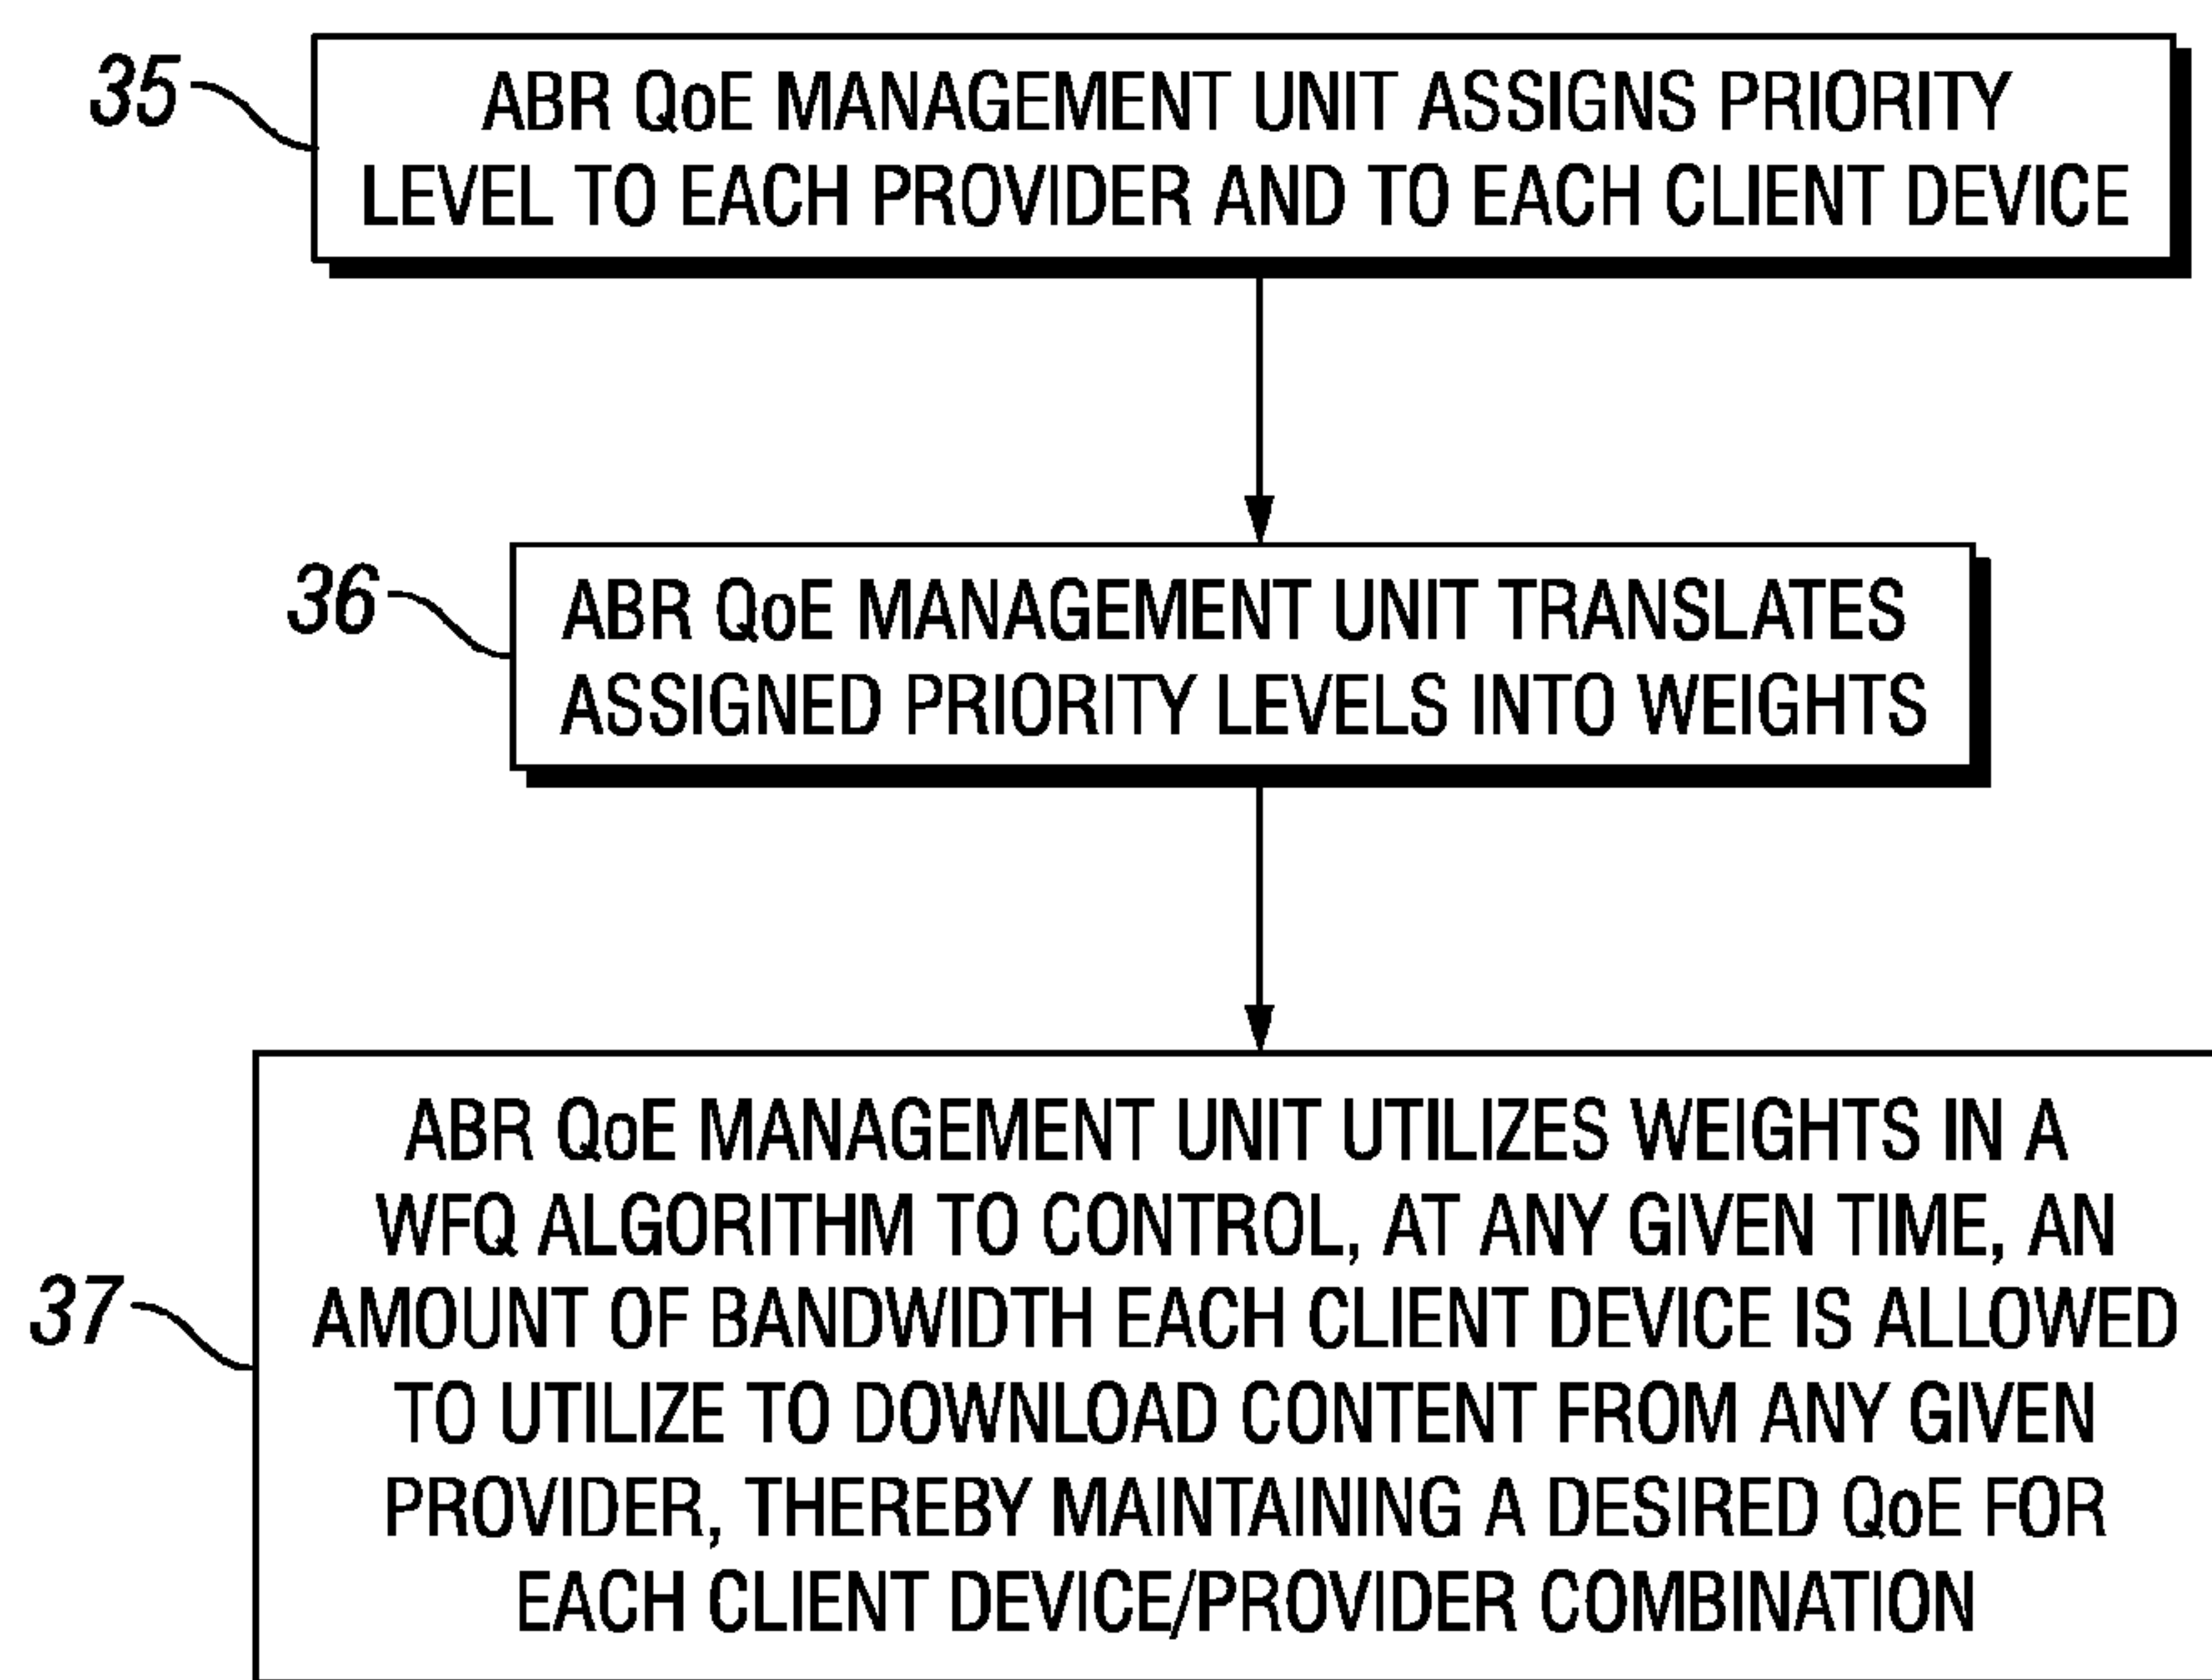 35
ABR QoE MANAGEMENT UNIT ASSIGNS PRIORITY
LEVEL TO EACH PROVIDER AND TO EACH CLIENT DEVICE
36
ABR QoE MANAGEMENT UNIT TRANSLATES
ASSIGNED PRIORITY LEVELS INTO WEIGHTS
37
ABR QoE MANAGEMENT UNIT UTILIZES WEIGHTS IN A
WFQ ALGORITHM TO CONTROL, AT ANY GIVEN TIME, AN
AMOUNT OF BANDWIDTH EACH CLIENT DEVICE IS ALLOWED
TO UTILIZE TO DOWNLOAD CONTENT FROM ANY GIVEN
PROVIDER, THEREBY MAINTAINING A DESIRED QoE FOR
EACH CLIENT DEVICE/PROVIDER COMBINATION